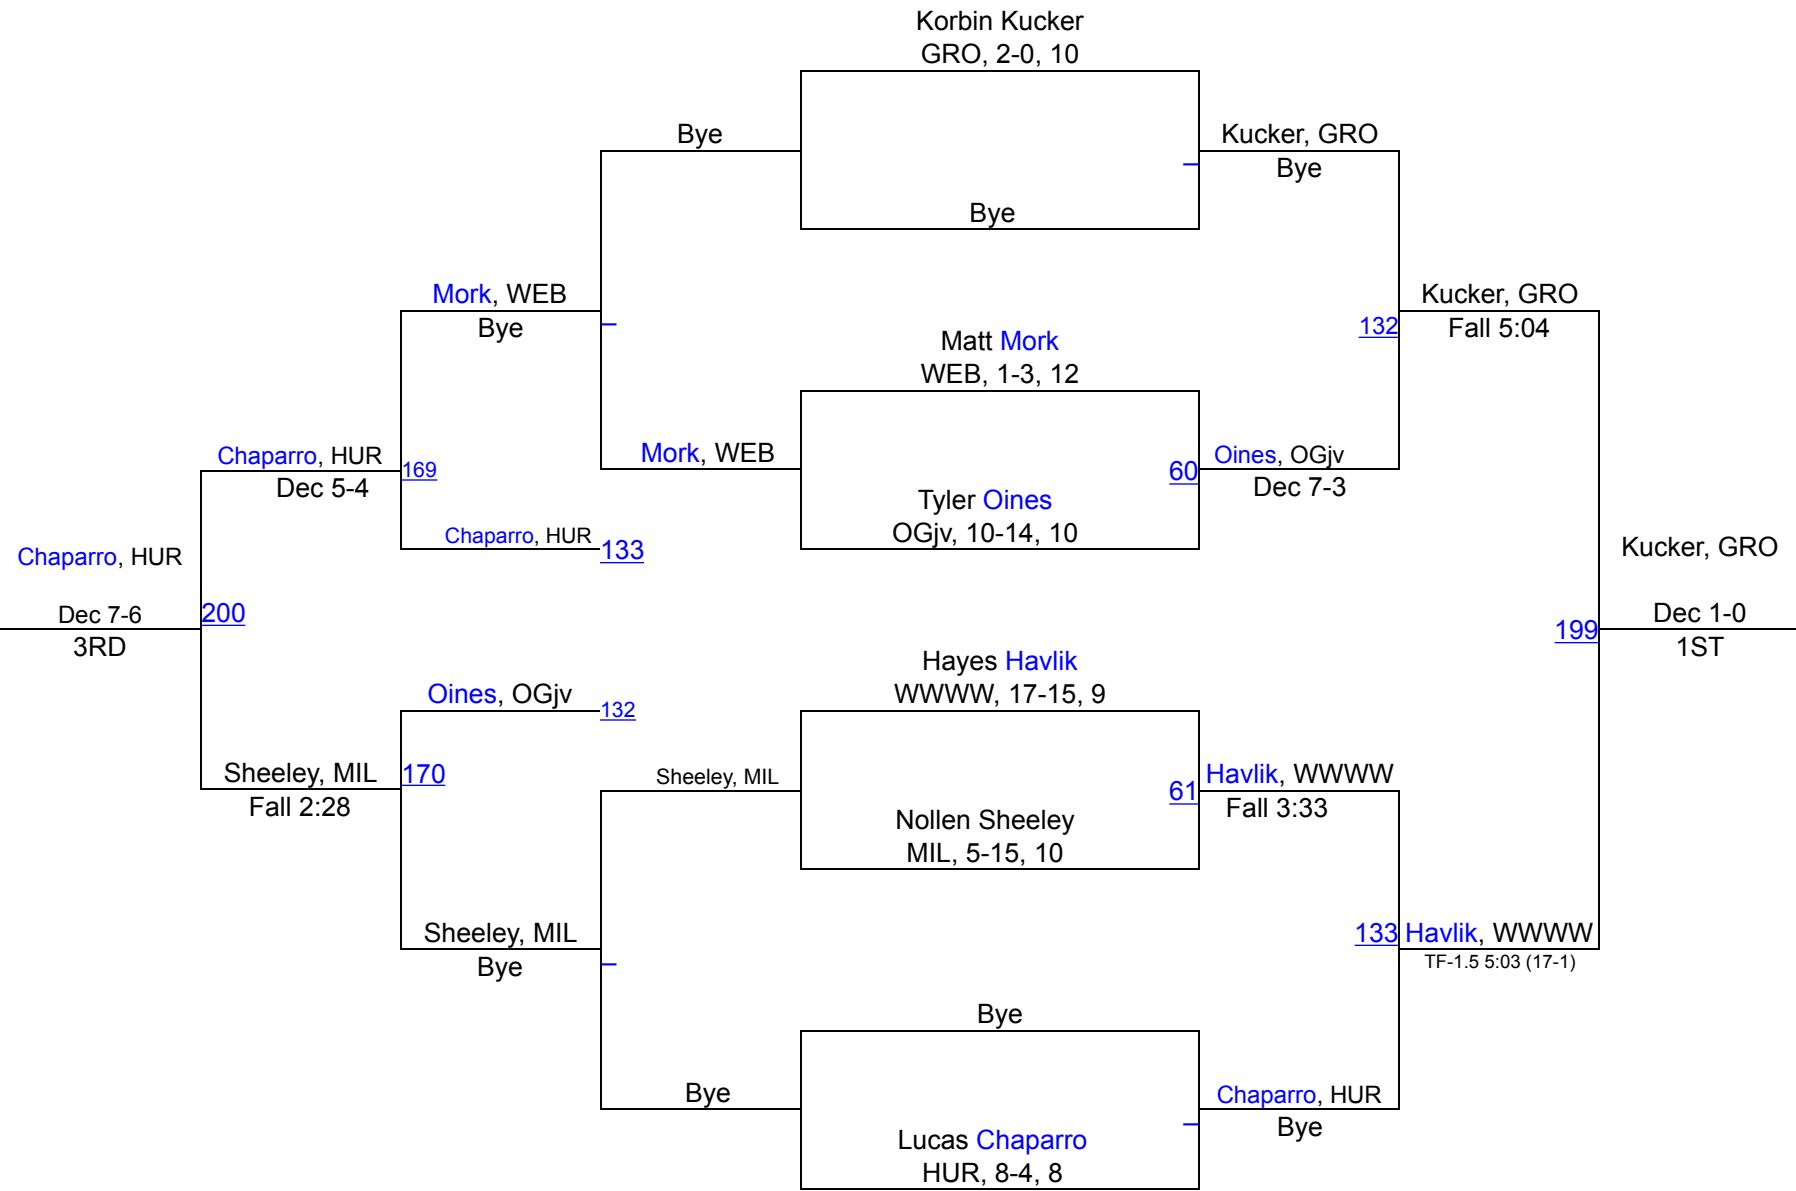 Korbin Kucker
GRO, 2-0, 10
Bye
Kucker, GRO
Bye
Bye
Mork, WEB
Bye
Kucker, GRO
132
Fall 5:04
Matt Mork
WEB, 1-3, 12
Chaparro, HUR
169
Dec 5-4
Mork, WEB
60
Oines, OGjv
Dec 7-3
Tyler Oines
OGjv, 10-14, 10
Chaparro, HUR
133
Chaparro, HUR
Kucker, GRO
Dec 7-6
200
3RD
199
Dec 1-0
1ST
Hayes Havlik
WWWW, 17-15, 9
Oines, OGjv
132
Sheeley, MIL
170
Fall 2:28
Sheeley, MIL
61
Havlik, WWWW
Fall 3:33
Nollen Sheeley
MIL, 5-15, 10
Sheeley, MIL
Bye
133
Havlik, WWWW
TF-1.5 5:03 (17-1)
Bye
Bye
Chaparro, HUR
Bye
Lucas Chaparro
HUR, 8-4, 8